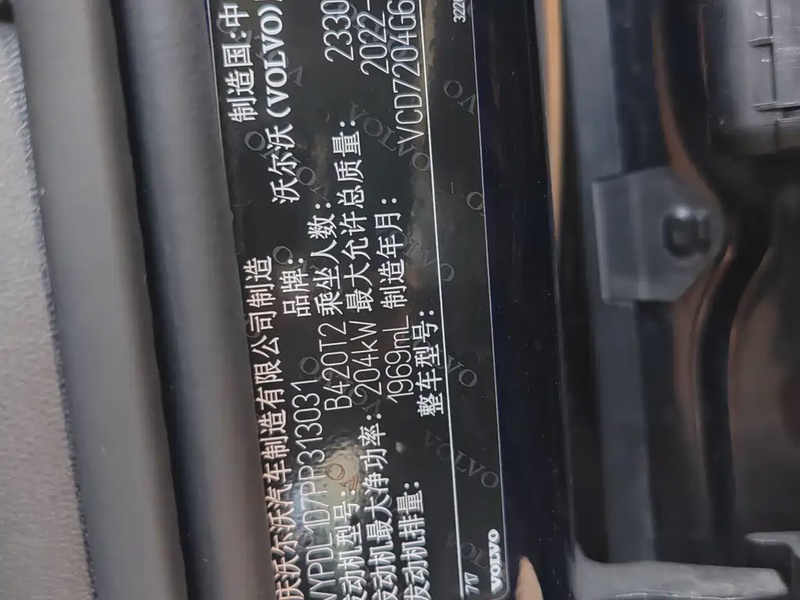 庆沃尔沃汽车制造有限公司制造 制造国:中
VYPDL1D7PP313031 品牌: 沃尔沃(VOLVO)
发动机型号: B420T2 乘坐人数:
发动机最大净功率: 204kW 最大允许总质量: 2330
发动机排量: 1969mL 制造年月: 2022-
整车型号: VCD7204G6
VOLVO